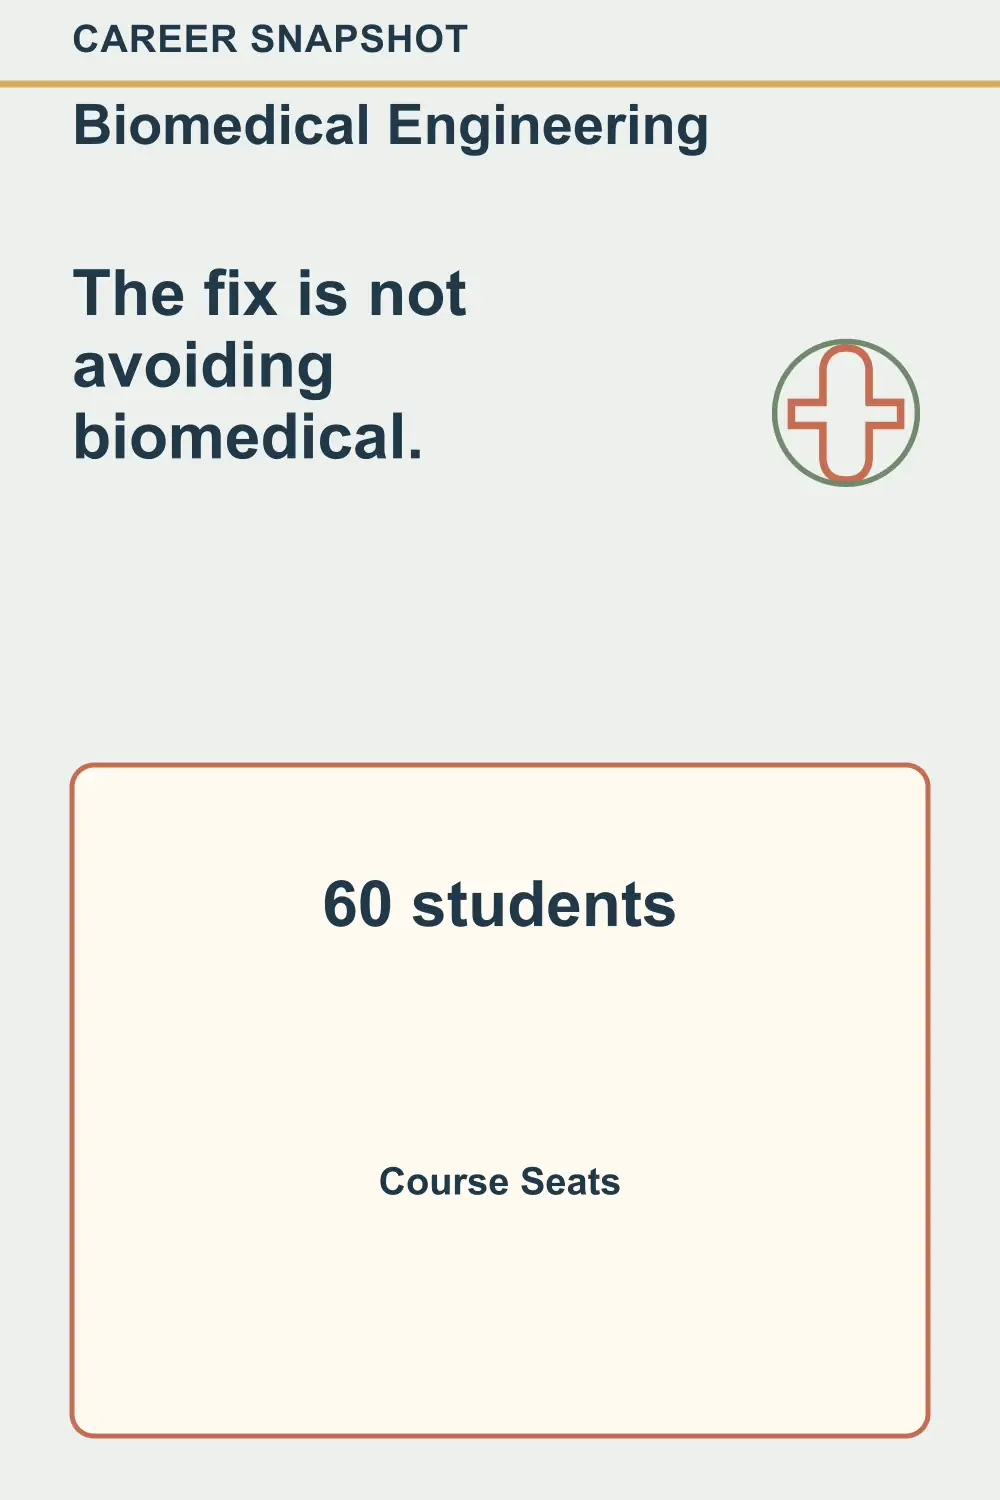 CAREER SNAPSHOT
Biomedical Engineering
The fix is not
avoiding
biomedical.
60 students
Course Seats